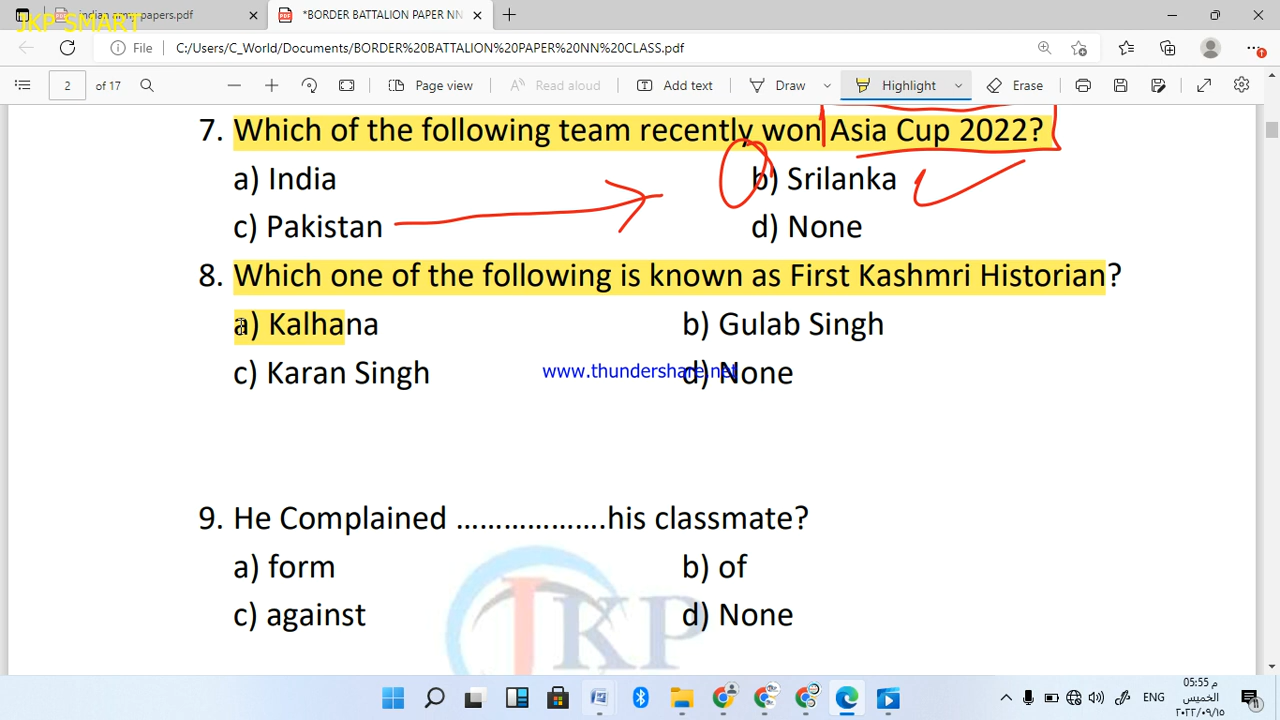 indian newspapers.pdf
*BORDER BATTALION PAPER NN
JKP SMART
File
C:/Users/C_World/Documents/BORDER%20BATTALION%20PAPER%20NN%20CLASS.pdf
2 of 17
Page view
Read aloud
Add text
Draw
Highlight
Erase
7. Which of the following team recently won Asia Cup 2022?
a) India b) Srilanka
c) Pakistan d) None
8. Which one of the following is known as First Kashmri Historian?
a) Kalhana b) Gulab Singh
c) Karan Singh d) None
www.thundershare.net
9. He Complained ……………….his classmate?
a) form b) of
c) against d) None
JKP
ENG
05:55 م
الخميس
٢٠٢٢/٠٩/١٥